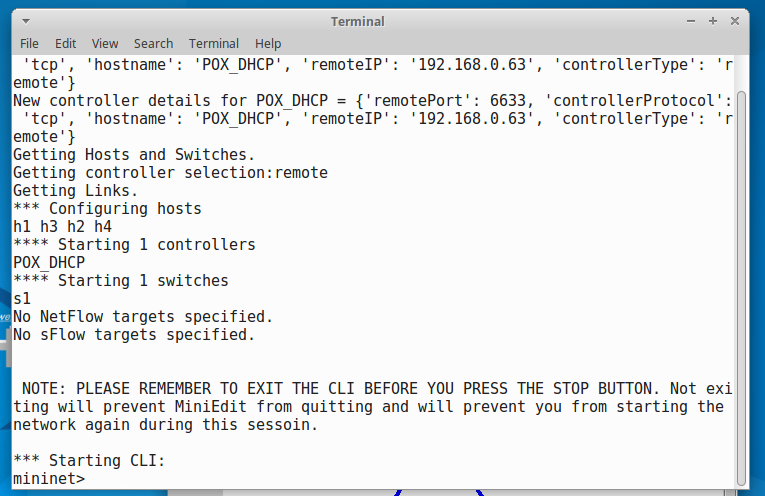 Terminal
File Edit View Search Terminal Help
'tcp', 'hostname': 'POX_DHCP', 'remoteIP': '192.168.0.63', 'controllerType': 'r
emote'}
New controller details for POX_DHCP = {'remotePort': 6633, 'controllerProtocol':
'tcp', 'hostname': 'POX_DHCP', 'remoteIP': '192.168.0.63', 'controllerType': 'r
emote'}
Getting Hosts and Switches.
Getting controller selection:remote
Getting Links.
*** Configuring hosts
h1 h3 h2 h4
**** Starting 1 controllers
POX_DHCP
**** Starting 1 switches
s1
No NetFlow targets specified.
No sFlow targets specified.
NOTE: PLEASE REMEMBER TO EXIT THE CLI BEFORE YOU PRESS THE STOP BUTTON. Not exi
ting will prevent MiniEdit from quitting and will prevent you from starting the
network again during this sessoin.
*** Starting CLI:
mininet>